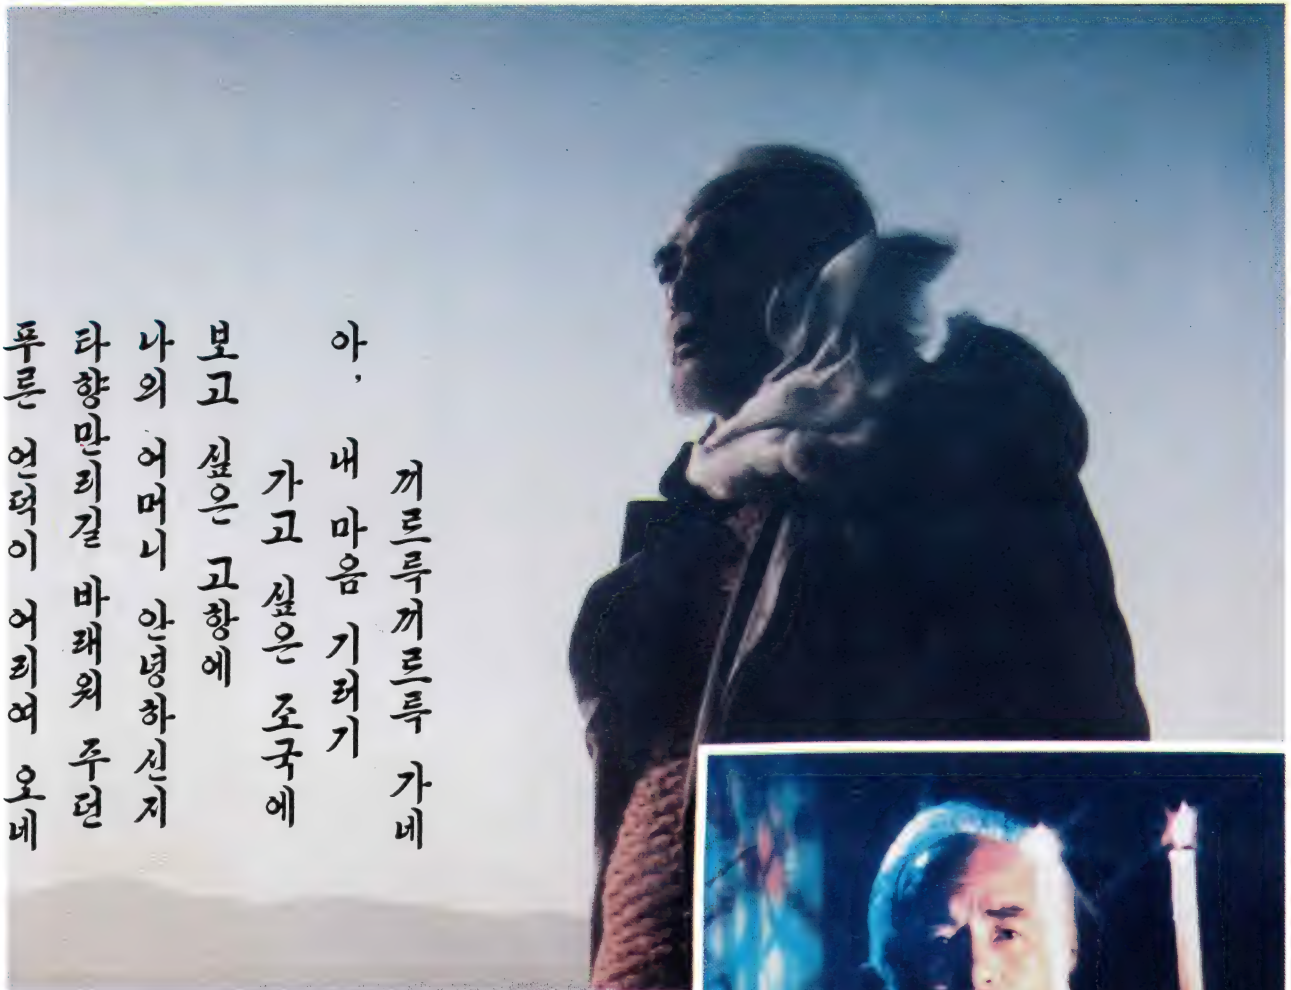 푸른 언덕이 어리여 오네
타향만리길 바래워 주던
나의 어머니 안녕하신지
보고 싶은 고향에
가고 싶은 조국에
아, 내 마음 기러기
끼르륵끼르륵 가네